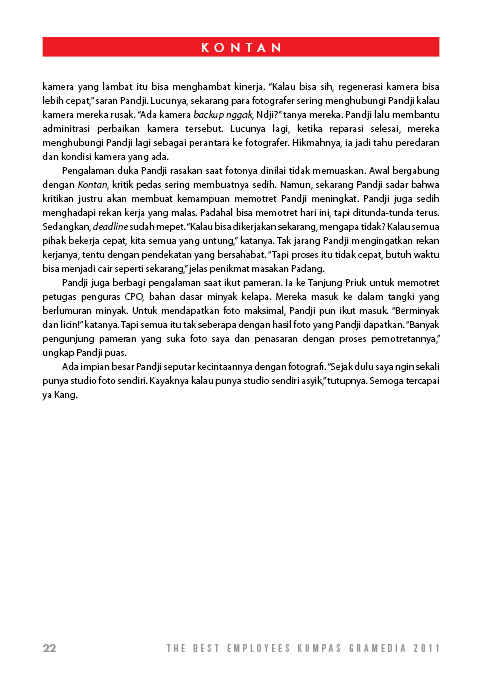 KONTAN
kamera yang lambat itu bisa menghambat kinerja. “Kalau bisa sih, regenerasi kamera bisa
lebih cepat,” saran Pandji. Lucunya, sekarang para fotografer sering menghubungi Pandji kalau
kamera mereka rusak. “Ada kamera backup nggak, Ndji?” tanya mereka. Pandji lalu membantu
adminitrasi perbaikan kamera tersebut. Lucunya lagi, ketika reparasi selesai, mereka
menghubungi Pandji lagi sebagai perantara ke fotografer. Hikmahnya, ia jadi tahu peredaran
dan kondisi kamera yang ada.
Pengalaman duka Pandji rasakan saat fotonya dinilai tidak memuaskan. Awal bergabung
dengan Kontan, kritik pedas sering membuatnya sedih. Namun, sekarang Pandji sadar bahwa
kritikan justru akan membuat kemampuan memotret Pandji meningkat. Pandji juga sedih
menghadapi rekan kerja yang malas. Padahal bisa memotret hari ini, tapi ditunda-tunda terus.
Sedangkan, deadline sudah mepet. “Kalau bisa dikerjakan sekarang, mengapa tidak? Kalau semua
pihak bekerja cepat, kita semua yang untung,” katanya. Tak jarang Pandji mengingatkan rekan
kerjanya, tentu dengan pendekatan yang bersahabat. “Tapi proses itu tidak cepat, butuh waktu
bisa menjadi cair seperti sekarang,” jelas penikmat masakan Padang.
Pandji juga berbagi pengalaman saat ikut pameran. Ia ke Tanjung Priuk untuk memotret
petugas penguras CPO, bahan dasar minyak kelapa. Mereka masuk ke dalam tangki yang
berlumuran minyak. Untuk mendapatkan foto maksimal, Pandji pun ikut masuk. “Berminyak
dan licin!” katanya. Tapi semua itu tak seberapa dengan hasil foto yang Pandji dapatkan. “Banyak
pengunjung pameran yang suka foto saya dan penasaran dengan proses pemotretannya,”
ungkap Pandji puas.
Ada impian besar Pandji seputar kecintaannya dengan fotografi. “Sejak dulu saya ngin sekali
punya studio foto sendiri. Kayaknya kalau punya studio sendiri asyik,” tutupnya. Semoga tercapai
ya Kang.
22 THE BEST EMPLOYEES KOMPAS GRAMEDIA 2011